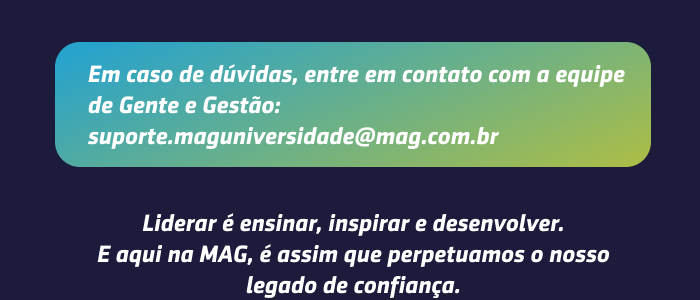 Em caso de dúvidas, entre em contato com a equipe
de Gente e Gestão:
suporte.maguniversidade@mag.com.br
Liderar é ensinar, inspirar e desenvolver.
E aqui na MAG, é assim que perpetuamos o nosso
legado de confiança.